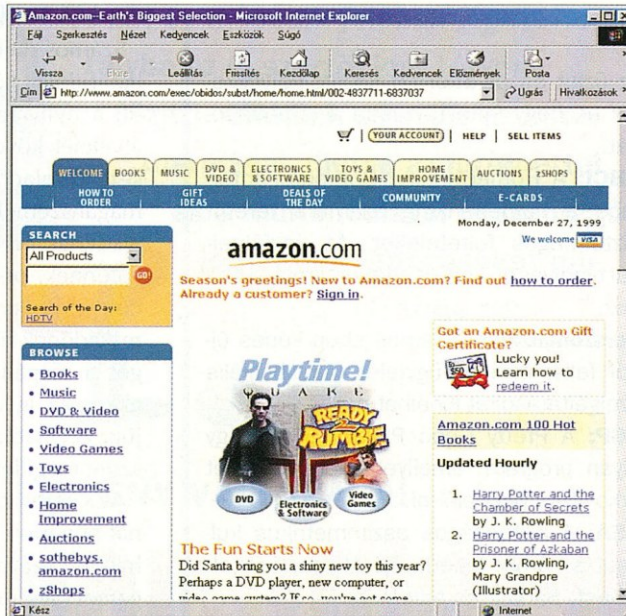 Amazon.com--Earth's Biggest Selection - Microsoft Internet Explorer
Fájl Szerkesztés Nézet Kedvencek Eszközök Súgó
Vissza Előre Leállítás Frissítés Kezdőlap Keresés Kedvencek Előzmények Posta
Cím http://www.amazon.com/exec/obidos/subst/home/home.html/002-4837711-6837037 Ugrás Hivatkozások
YOUR ACCOUNT | HELP | SELL ITEMS
WELCOME BOOKS MUSIC DVD & VIDEO ELECTRONICS & SOFTWARE TOYS & VIDEO GAMES HOME IMPROVEMENT AUCTIONS zSHOPS
HOW TO ORDER GIFT IDEAS DEALS OF THE DAY COMMUNITY E-CARDS
Monday, December 27, 1999
We welcome VISA
SEARCH
All Products
GO!
Search of the Day:
HDTV
amazon.com
Season's greetings! New to Amazon.com? Find out how to order.
Already a customer? Sign in.
BROWSE
• Books
• Music
• DVD & Video
• Software
• Video Games
• Toys
• Electronics
• Home
Improvement
• Auctions
• sothebys.
amazon.com
• zShops
Playtime!
QUAKE
READY 2
RUMBLE
DVD
Electronics
& Software
Video
Games
The Fun Starts Now
Did Santa bring you a shiny new toy this year?
Perhaps a DVD player, new computer, or
video game system? If so, you've got some
Got an Amazon.com Gift
Certificate?
$50
Lucky you!
Learn how to
redeem it.
Amazon.com 100 Hot
Books
Updated Hourly
1. Harry Potter and the
Chamber of Secrets
by J. K. Rowling
2. Harry Potter and the
Prisoner of Azkaban
by J. K. Rowling,
Mary Grandpre
(Illustrator)
Kész Internet